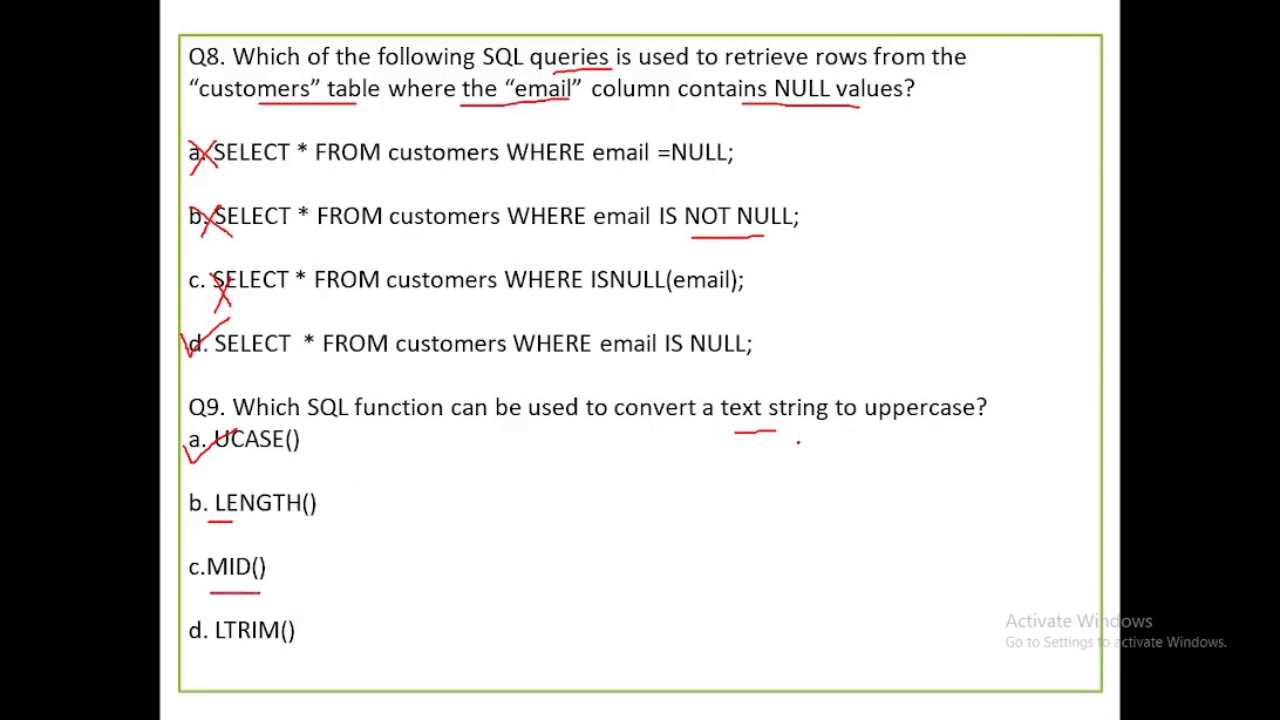 Q8. Which of the following SQL queries is used to retrieve rows from the
“customers” table where the “email” column contains NULL values?
a. SELECT * FROM customers WHERE email =NULL;
b. SELECT * FROM customers WHERE email IS NOT NULL;
c. SELECT * FROM customers WHERE ISNULL(email);
d. SELECT  * FROM customers WHERE email IS NULL;
Q9. Which SQL function can be used to convert a text string to uppercase?
a. UCASE()
b. LENGTH()
c.MID()
d. LTRIM()
Activate Windows
Go to Settings to activate Windows.